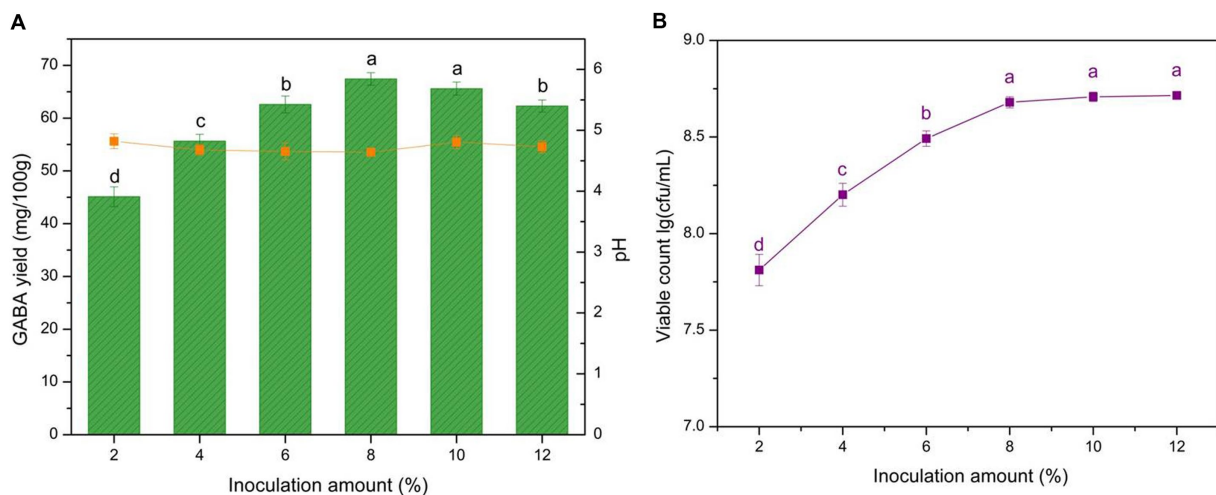 A
GABA yield (mg/100g)
70
60
50
40
30
20
10
0
d
c
b
a
a
b
6
5
4
3
2
1
0
pH
2 4 6 8 10 12
Inoculation amount (%)
B
Viable count lg(cfu/mL)
9.0
8.5
8.0
7.5
7.0
d
c
b
a
a
a
2 4 6 8 10 12
Inoculation amount (%)